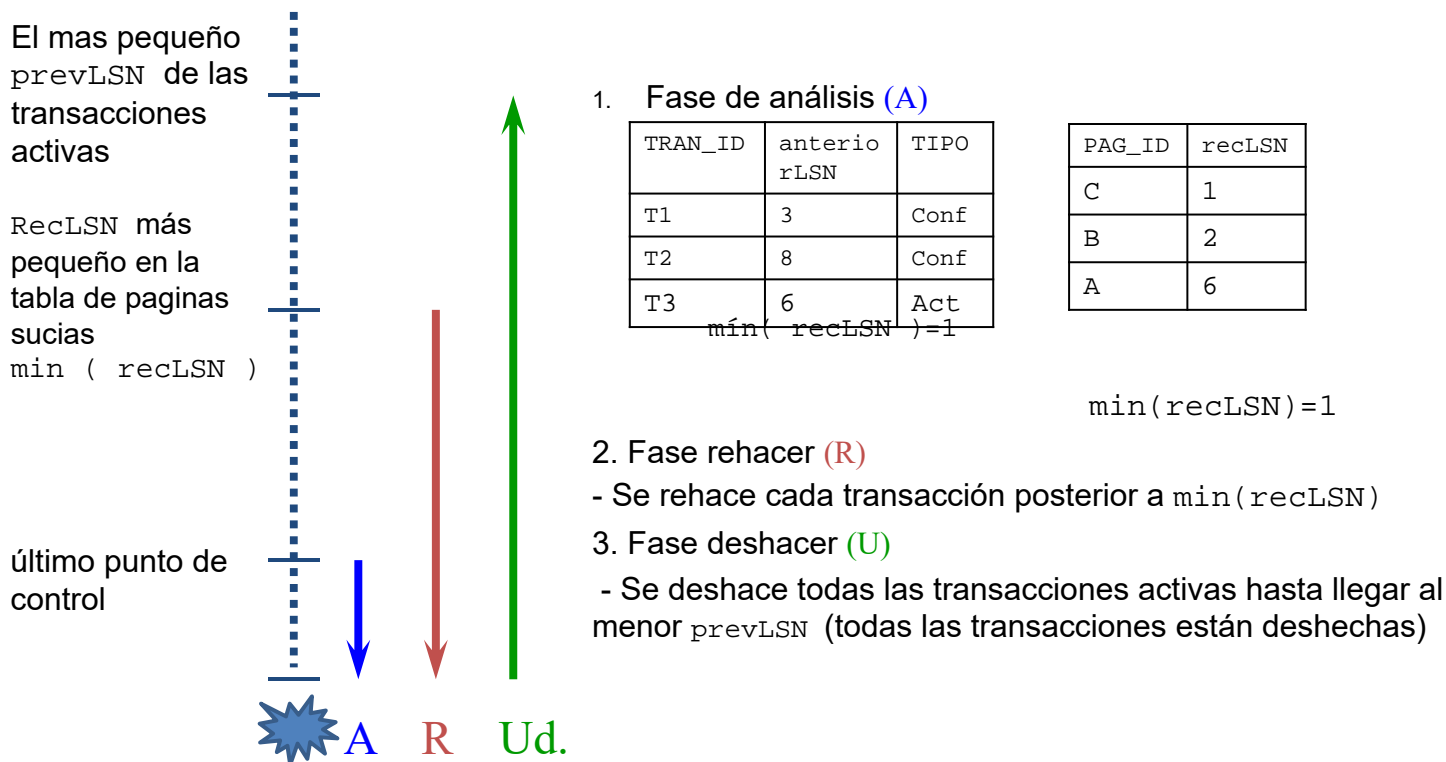 El mas pequeño
prevLSN de las
transacciones
activas
RecLSN más
pequeño en la
tabla de paginas
sucias
min ( recLSN )
último punto de
control
A R Ud.
1. Fase de análisis (A)
TRAN_ID anterio TIPO
rLSN
T1 3 Conf
T2 8 Conf
T3 6 Act
mín( recLSN )=1
PAG_ID recLSN
C 1
B 2
A 6
min(recLSN)=1
2. Fase rehacer (R)
- Se rehace cada transacción posterior a min(recLSN)
3. Fase deshacer (U)
- Se deshace todas las transacciones activas hasta llegar al
menor prevLSN (todas las transacciones están deshechas)